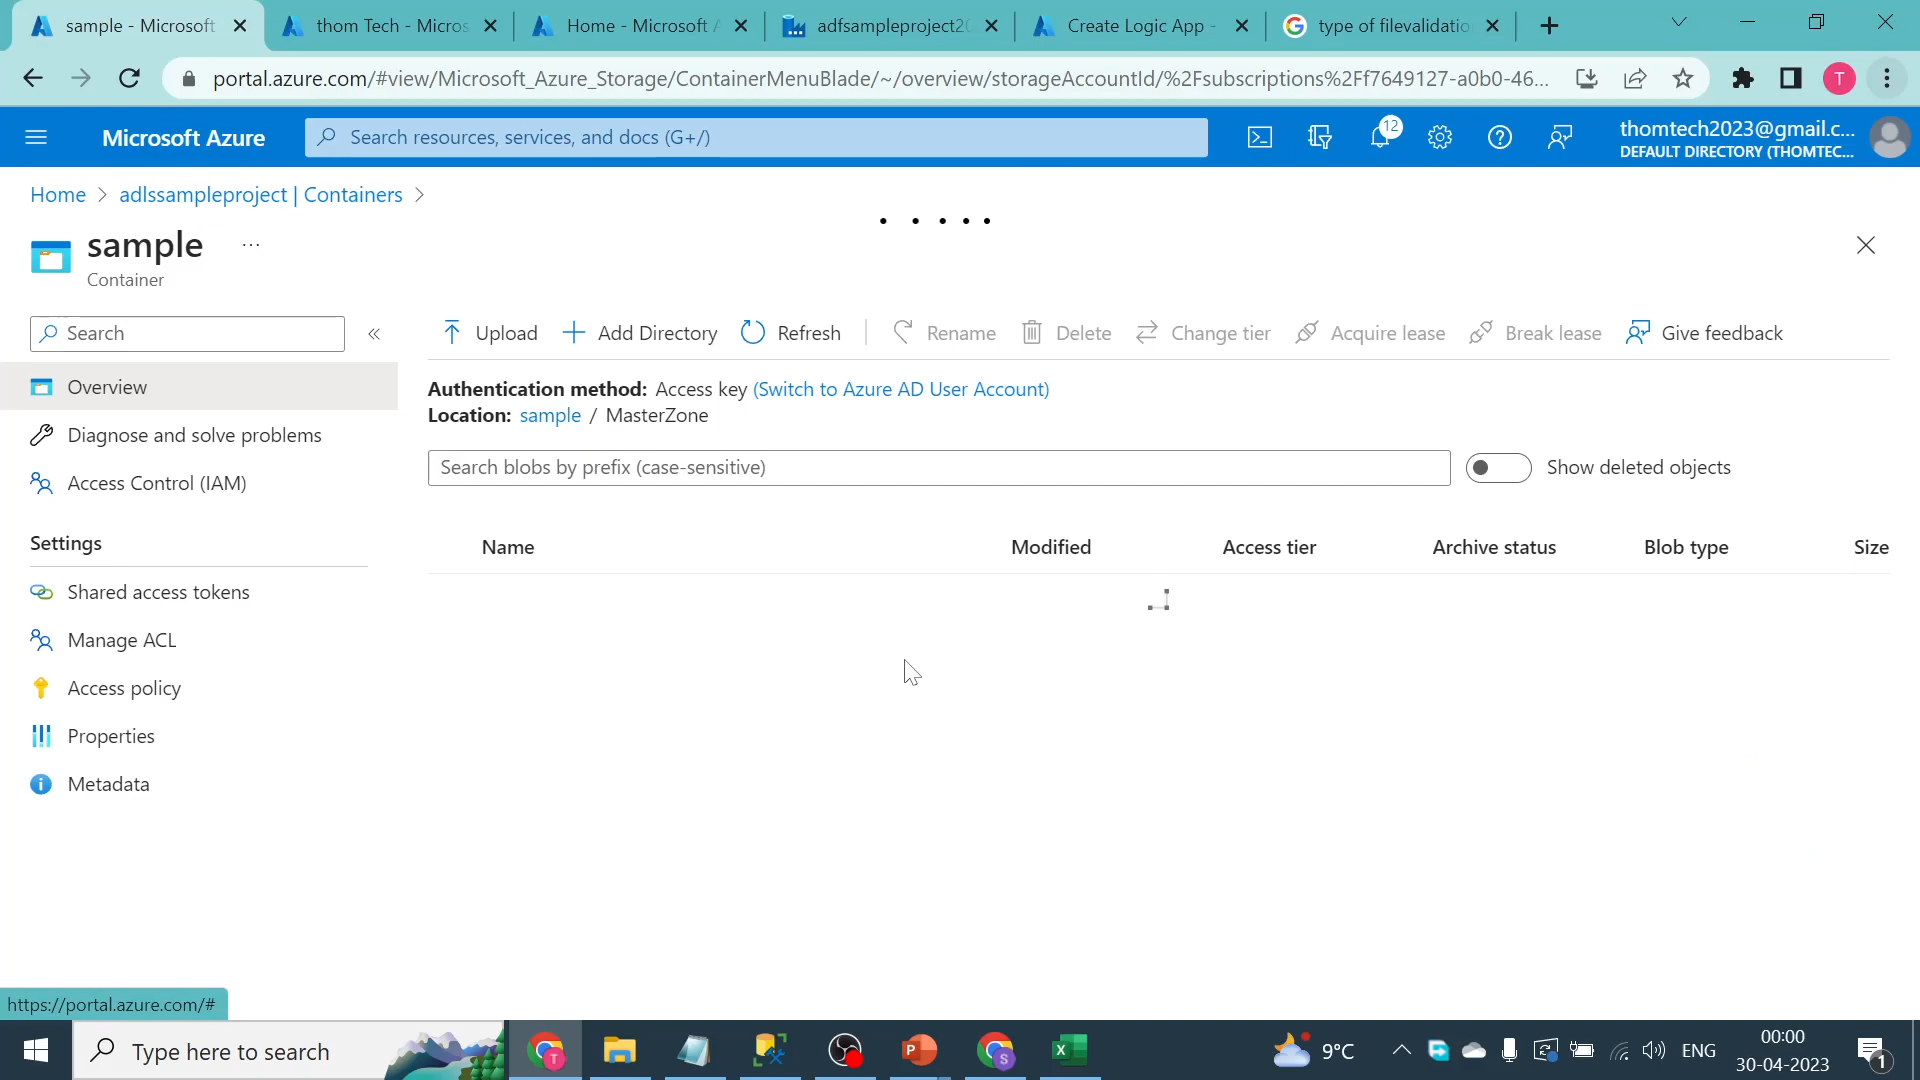 sample - Microsoft
thom Tech - Micros
Home - Microsoft A
adfsampleproject20
Create Logic App -
type of filevalidatio
portal.azure.com/#view/Microsoft_Azure_Storage/ContainerMenuBlade/~/overview/storageAccountId/%2Fsubscriptions%2Ff7649127-a0b0-46...
T
Microsoft Azure
Search resources, services, and docs (G+/)
12
thomtech2023@gmail.c...
DEFAULT DIRECTORY (THOMTEC...
Home > adlssampleproject | Containers >
sample ...
Container
Search
«
Upload
Add Directory
Refresh
Rename
Delete
Change tier
Acquire lease
Break lease
Give feedback
Overview
Diagnose and solve problems
Access Control (IAM)
Settings
Shared access tokens
Manage ACL
Access policy
Properties
Metadata
Authentication method: Access key (Switch to Azure AD User Account)
Location: sample / MasterZone
Search blobs by prefix (case-sensitive)
Show deleted objects
Name Modified Access tier Archive status Blob type Size
https://portal.azure.com/#
Type here to search
T
P
S
X
9°C
ENG
00:00
30-04-2023
1